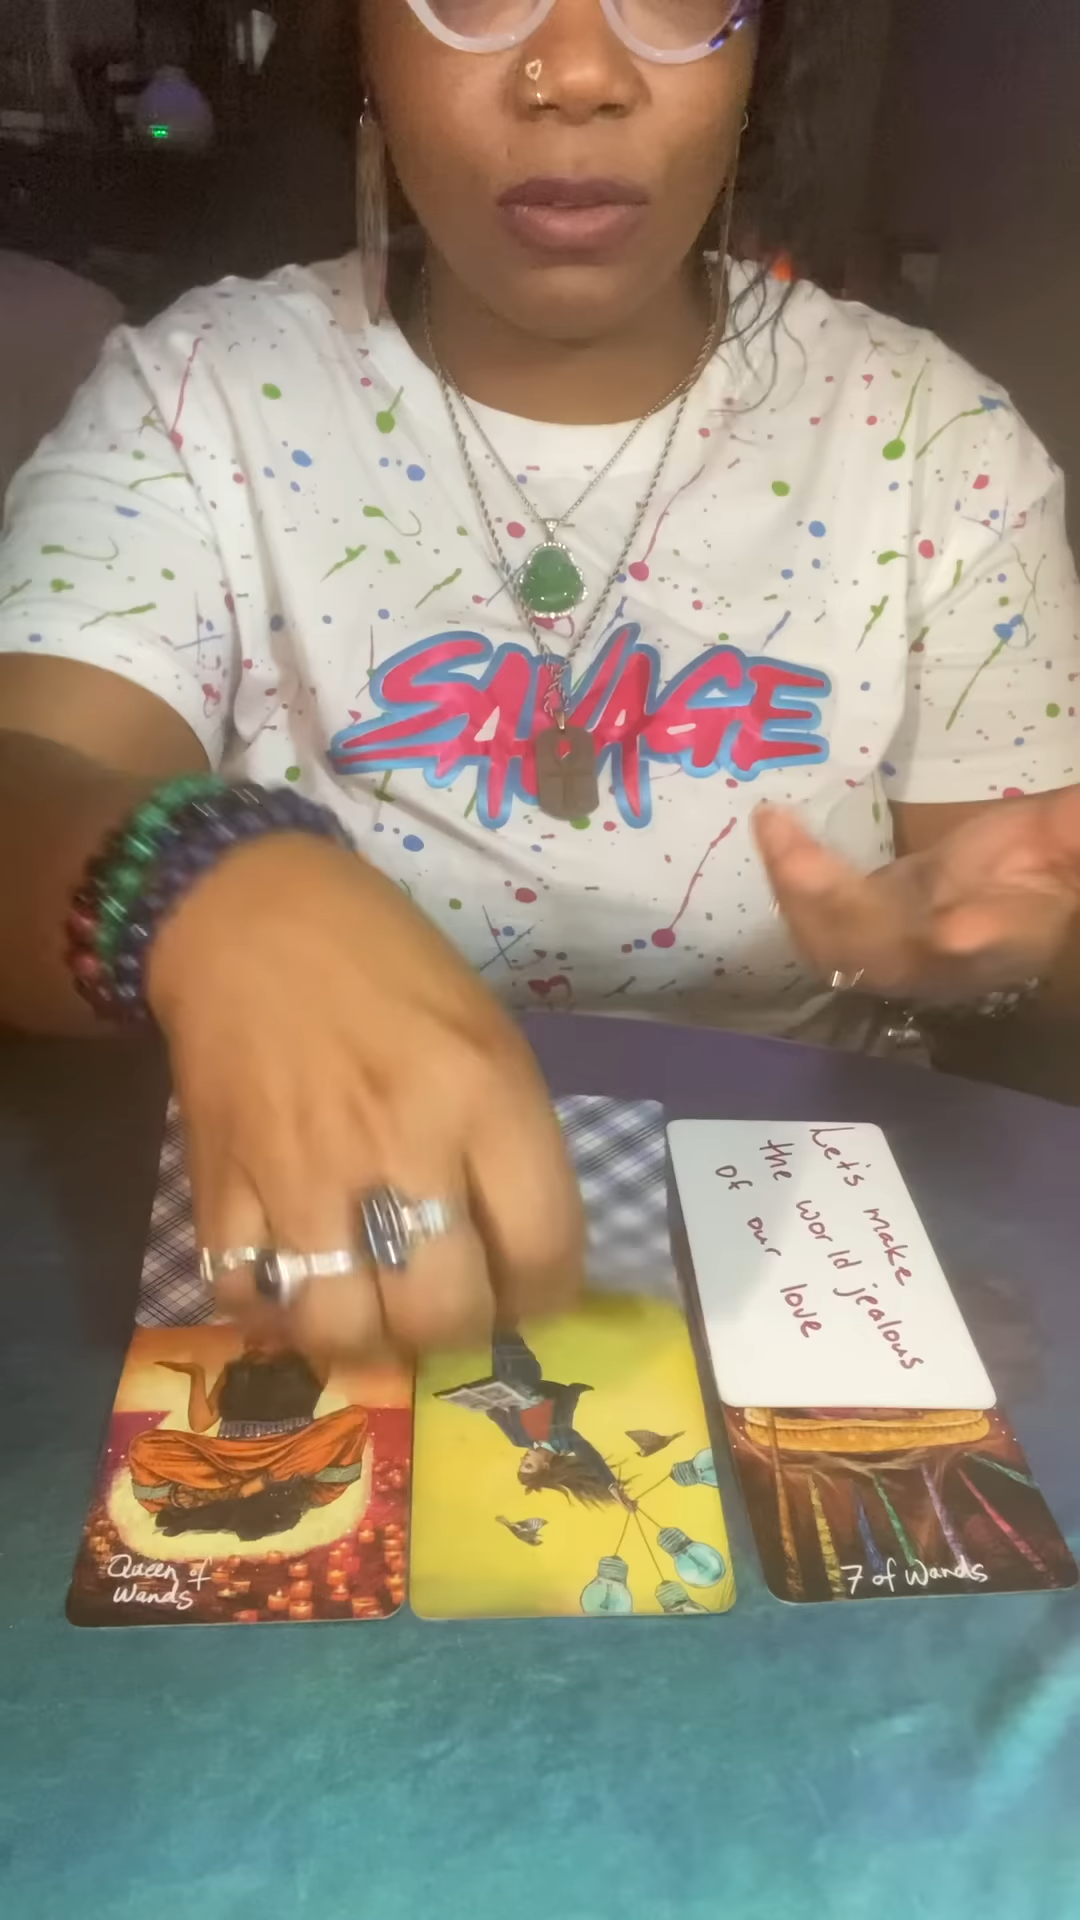 SAVAGE
Let's make
the world jealous
of our love
Queen of
Wands
7 of Wands